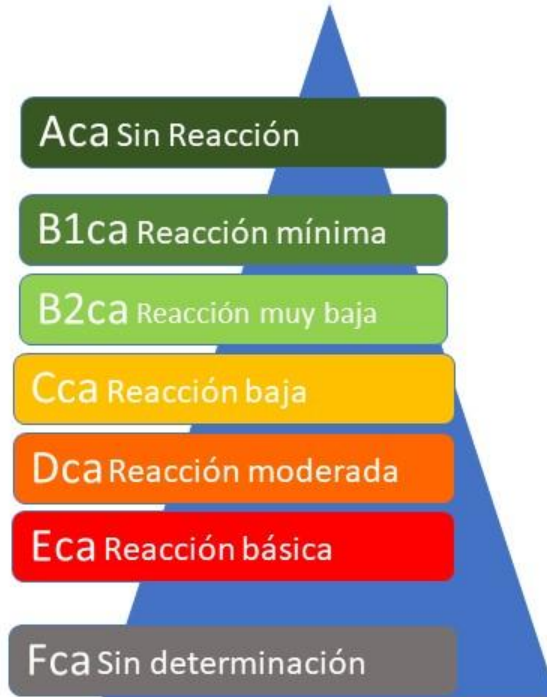 Aca Sin Reacción
B1ca Reacción mínima
B2ca Reacción muy baja
Cca Reacción baja
Dca Reacción moderada
Eca Reacción básica
Fca Sin determinación